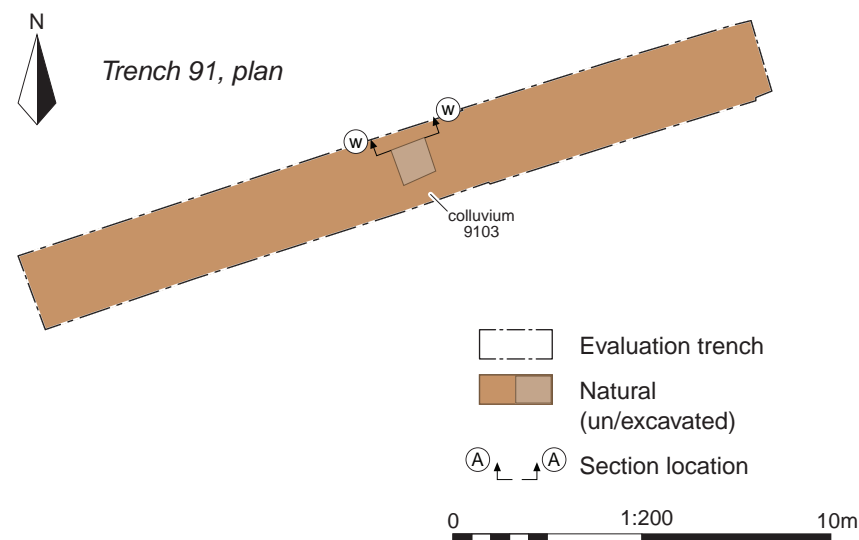 N
Trench 91, plan
w
w
colluvium
9103
Evaluation trench
Natural
(un/excavated)
A A Section location
0 1:200 10m